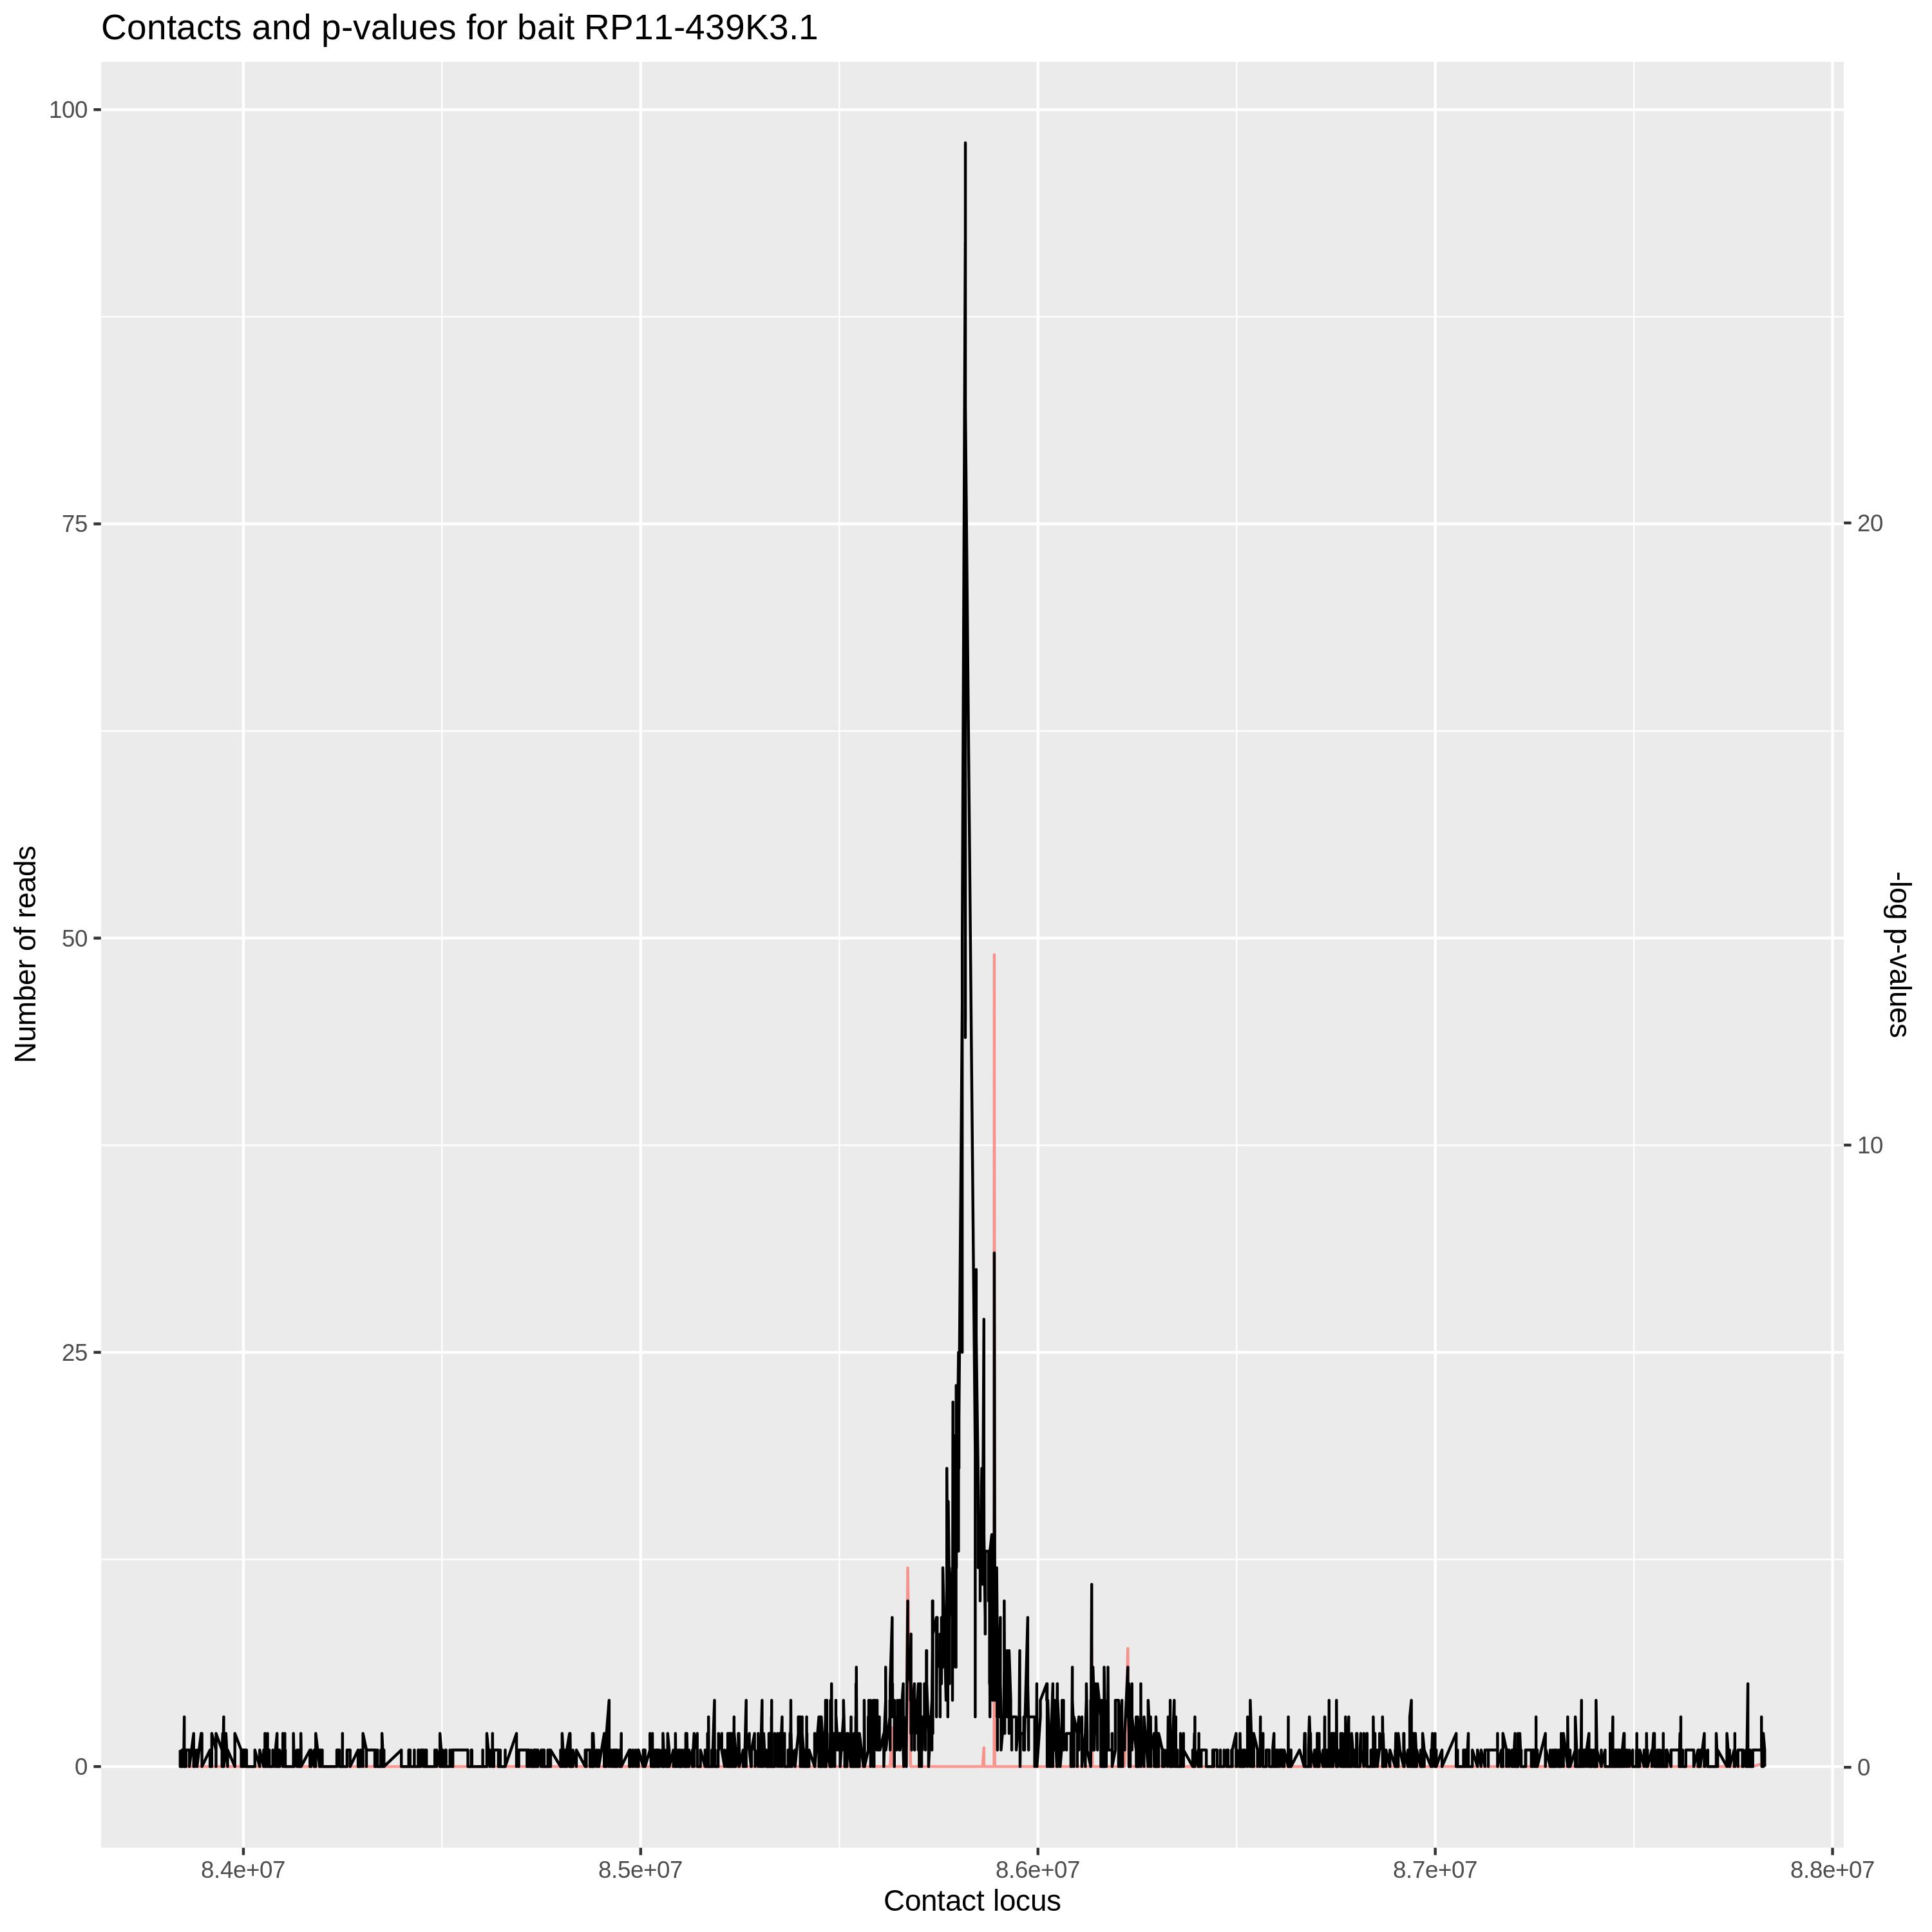 Contacts and p-values for bait RP11-439K3.1
100
75
50
25
0
Number of reads
20
10
0
-log p-values
8.4e+07
8.5e+07
8.6e+07
8.7e+07
8.8e+07
Contact locus